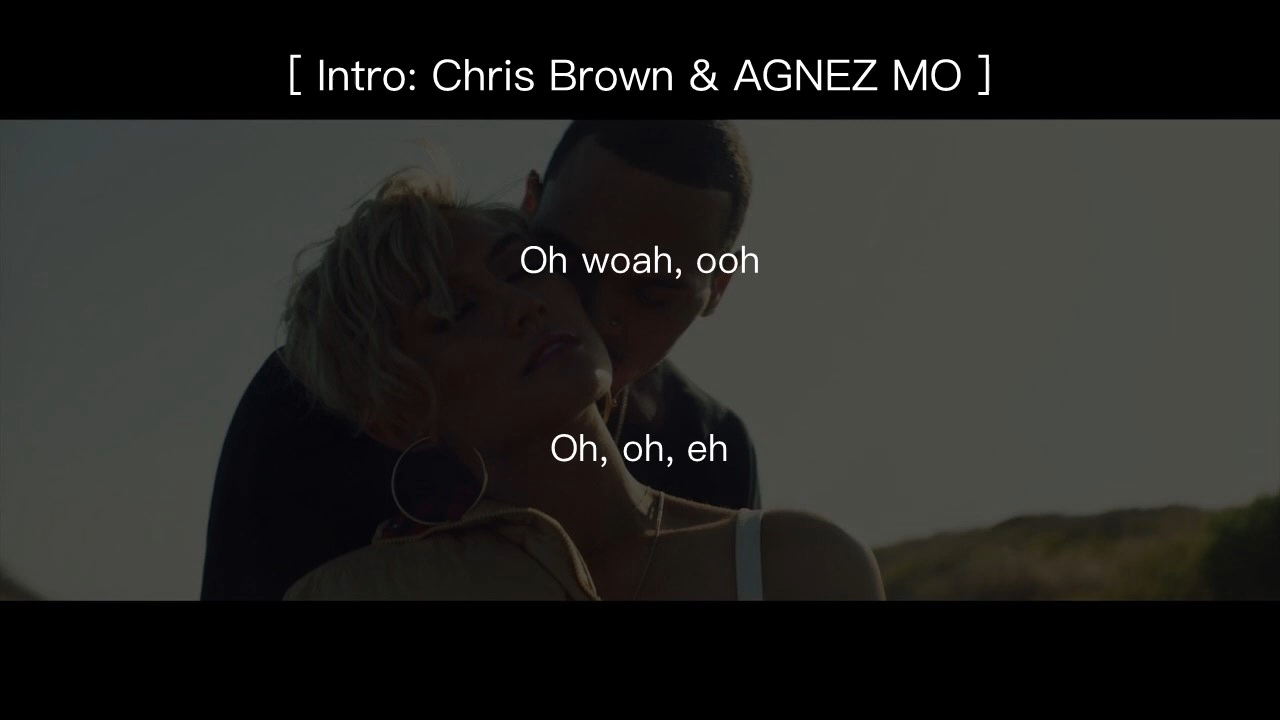 [ Intro: Chris Brown & AGNEZ MO ]
Oh woah, ooh
Oh, oh, eh